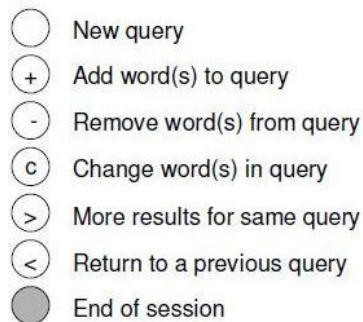 New query
+ Add word(s) to query
- Remove word(s) from query
c Change word(s) in query
> More results for same query
< Return to a previous query
End of session